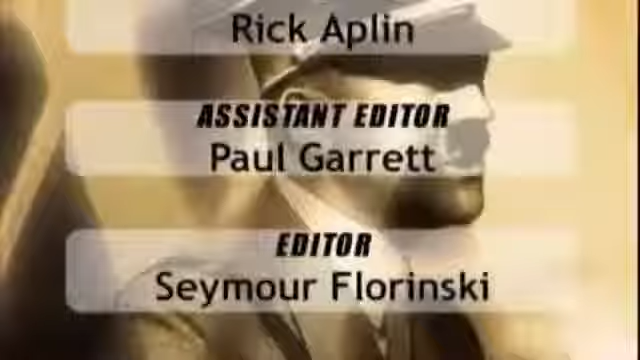 Rick Aplin
ASSISTANT EDITOR
Paul Garrett
EDITOR
Seymour Florinski